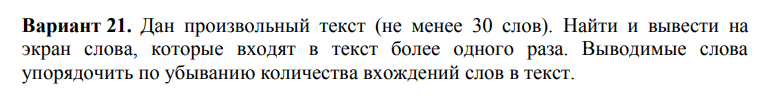 Вариант 21. Дан произвольный текст (не менее 30 слов). Найти и вывести на
экран слова, которые входят в текст более одного раза. Выводимые слова
упорядочить по убыванию количества вхождений слов в текст.